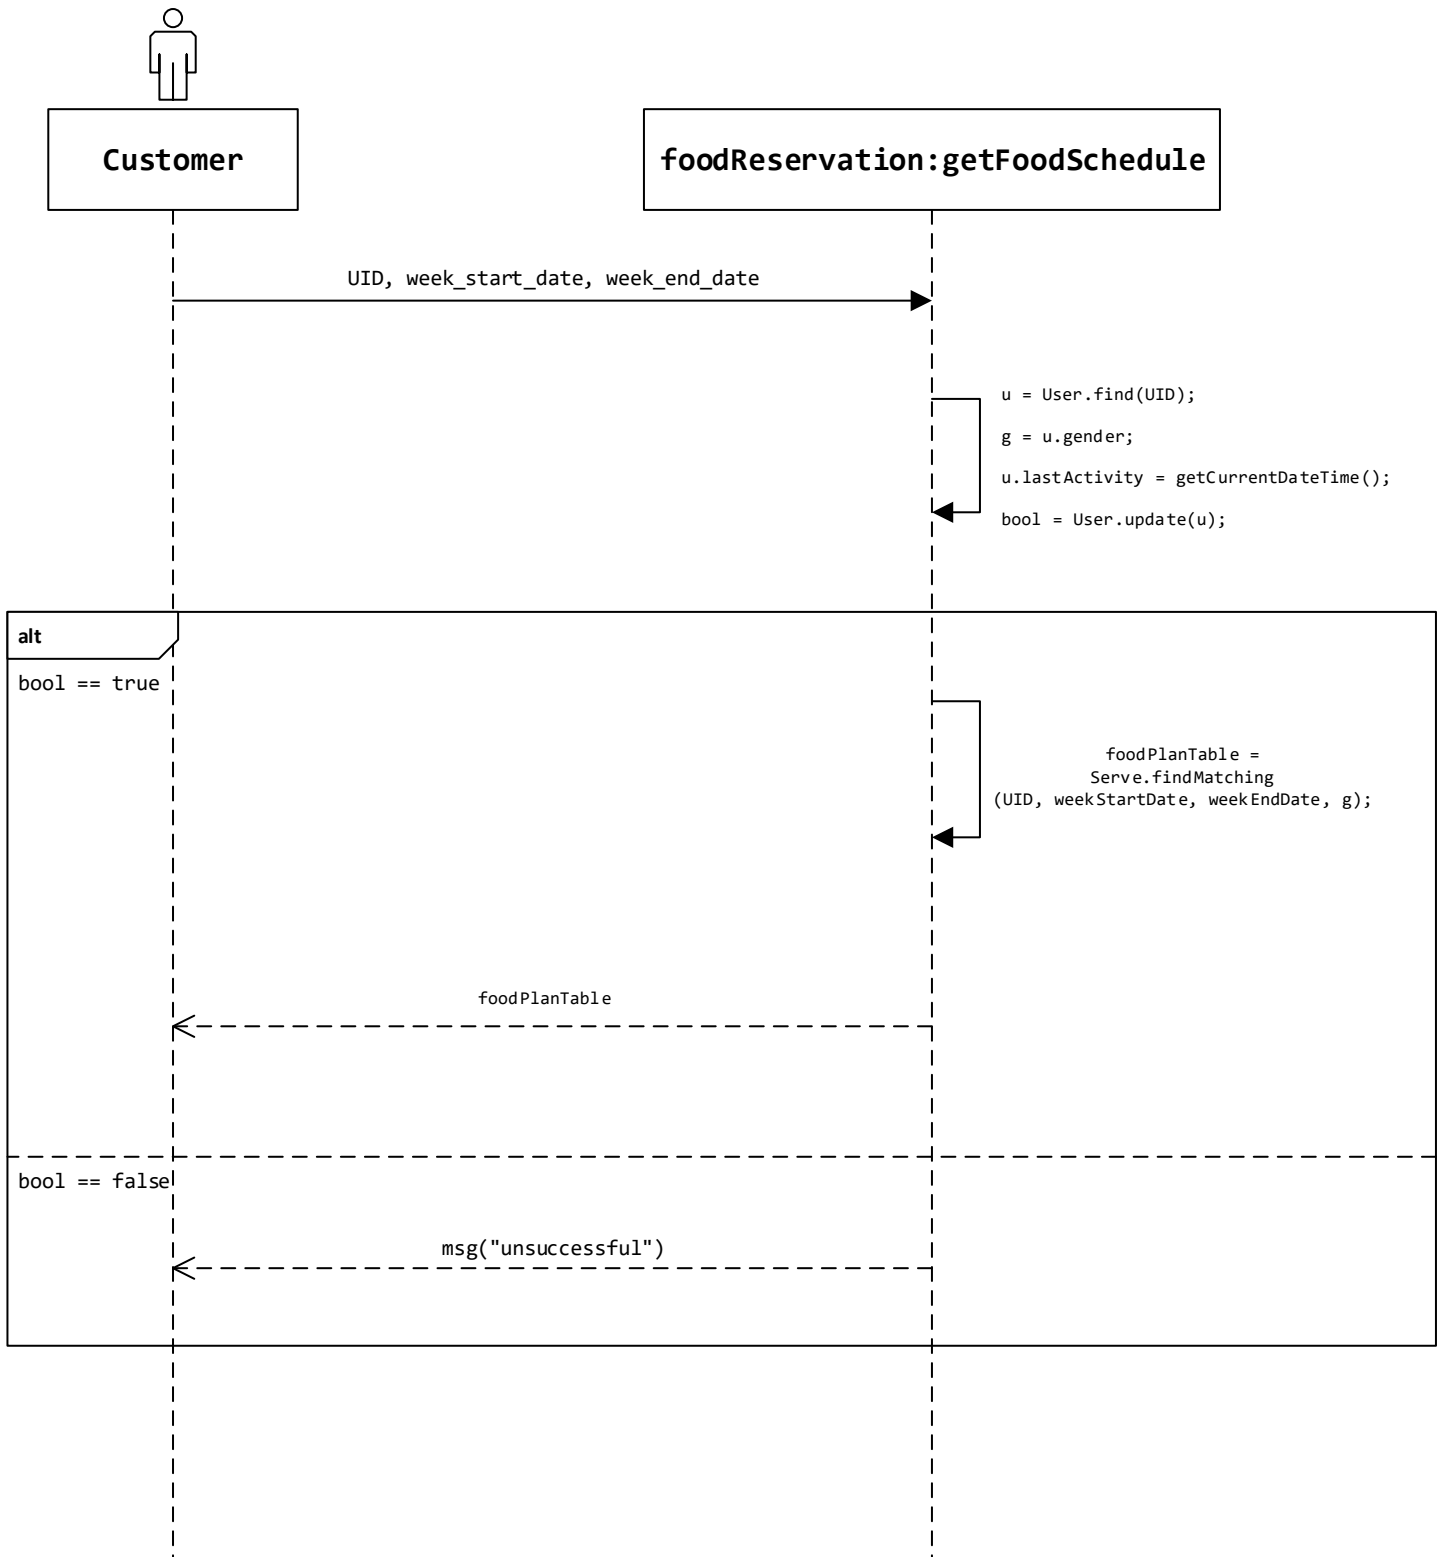 Customer
foodReservation:getFoodSchedule
UID, week_start_date, week_end_date
u = User.find(UID);
g = u.gender;
u.lastActivity = getCurrentDateTime();
bool = User.update(u);
alt
bool == true
foodPlanTable =
Serve.findMatching
(UID, weekStartDate, weekEndDate, g);
foodPlanTable
bool == false
msg("unsuccessful")